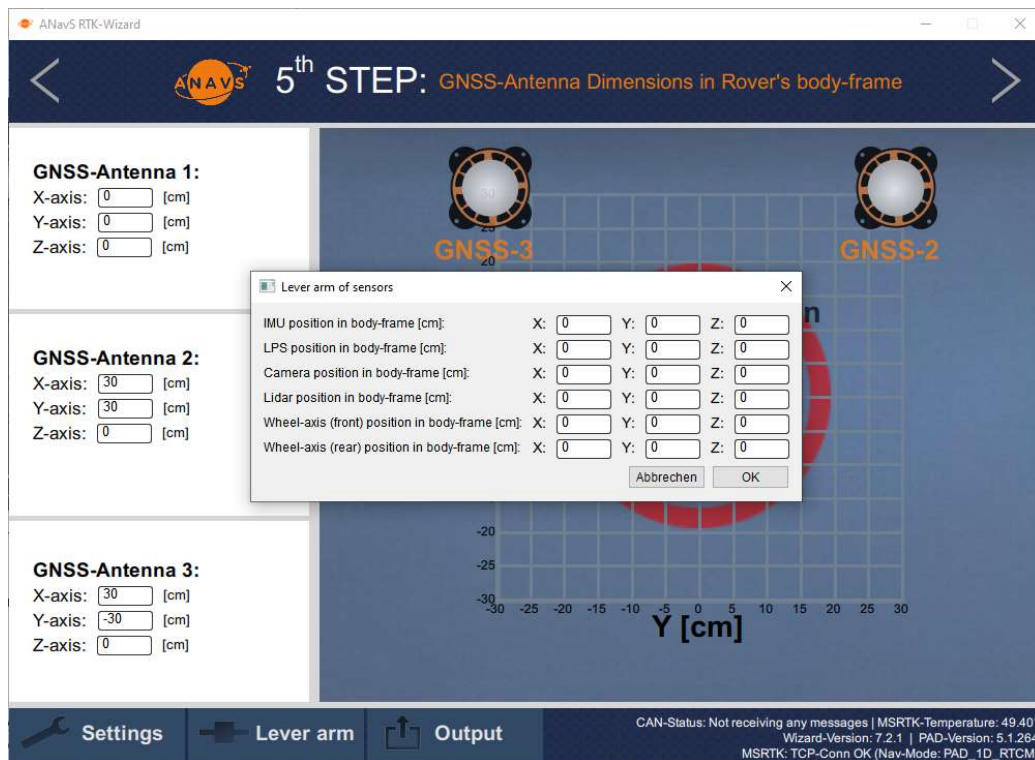 ANavS RTK-Wizard
ANAVS 5th STEP: GNSS-Antenna Dimensions in Rover's body-frame
GNSS-Antenna 1:
X-axis: 0 [cm]
Y-axis: 0 [cm]
Z-axis: 0 [cm]
GNSS-Antenna 2:
X-axis: 30 [cm]
Y-axis: 30 [cm]
Z-axis: 0 [cm]
GNSS-Antenna 3:
X-axis: 30 [cm]
Y-axis: -30 [cm]
Z-axis: 0 [cm]
30
25
GNSS-3 GNSS-2
20
n
Lever arm of sensors
IMU position in body-frame [cm]: X: 0 Y: 0 Z: 0
LPS position in body-frame [cm]: X: 0 Y: 0 Z: 0
Camera position in body-frame [cm]: X: 0 Y: 0 Z: 0
Lidar position in body-frame [cm]: X: 0 Y: 0 Z: 0
Wheel-axis (front) position in body-frame [cm]: X: 0 Y: 0 Z: 0
Wheel-axis (rear) position in body-frame [cm]: X: 0 Y: 0 Z: 0
Abbrechen OK
-20
-25
-30
-30 -25 -20 -15 -10 -5 0 5 10 15 20 25 30
Y [cm]
Settings Lever arm Output
CAN-Status: Not receiving any messages | MSRTK-Temperature: 49.40
Wizard-Version: 7.2.1 | PAD-Version: 5.1.264
MSRTK: TCP-Conn OK (Nav-Mode: PAD_1D_RTCM